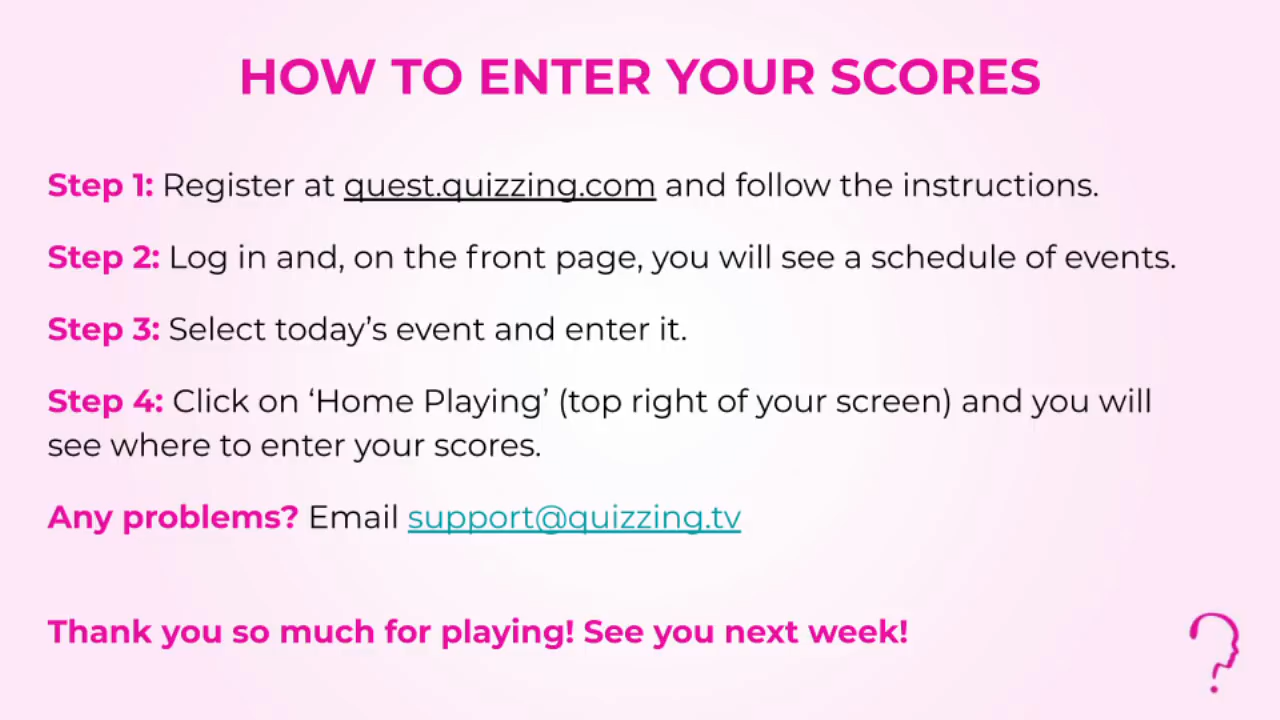 HOW TO ENTER YOUR SCORES
Step 1: Register at quest.quizzing.com and follow the instructions.
Step 2: Log in and, on the front page, you will see a schedule of events.
Step 3: Select today’s event and enter it.
Step 4: Click on ‘Home Playing’ (top right of your screen) and you will
see where to enter your scores.
Any problems? Email support@quizzing.tv
Thank you so much for playing! See you next week!